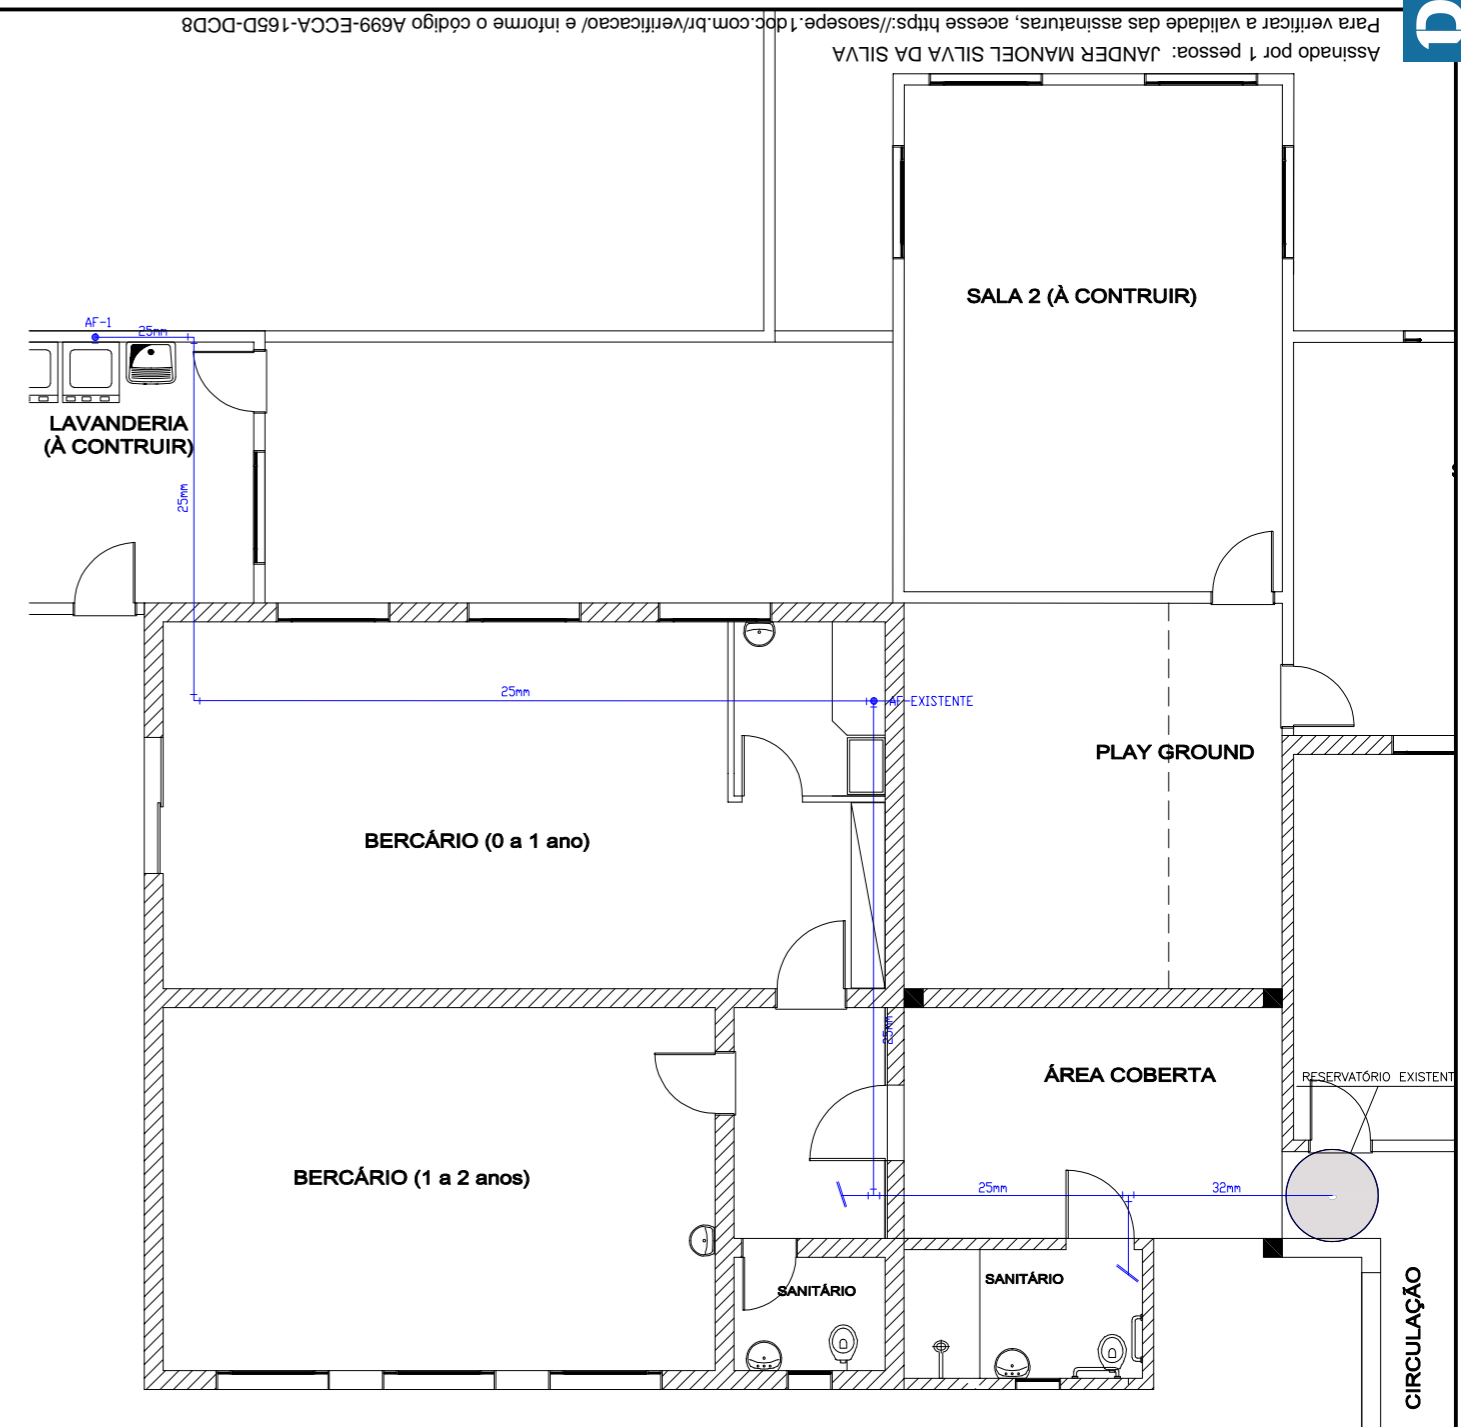 Para verificar a validade das assinaturas, acesse https://saosepe.1doc.com.br/verificacao/ e informe o código A699-ECCA-165D-DCD8
Assinado por 1 pessoa: JANDER MANOEL SILVA DA SILVA
1D
SALA 2 (À CONTRUIR)
AF-1
25mm
LAVANDERIA
(À CONTRUIR)
25mm
25mm
AF-EXISTENTE
PLAY GROUND
BERCÁRIO (0 a 1 ano)
25mm
ÁREA COBERTA
RESERVATÓRIO EXISTENT
BERCÁRIO (1 a 2 anos)
25mm
32mm
SANITÁRIO
SANITÁRIO
CIRCULAÇÃO